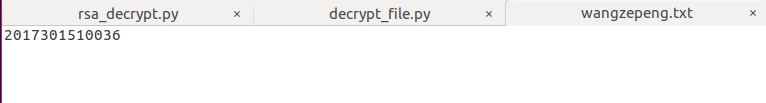 rsa_decrypt.py × decrypt_file.py × wangzepeng.txt ×
2017301510036